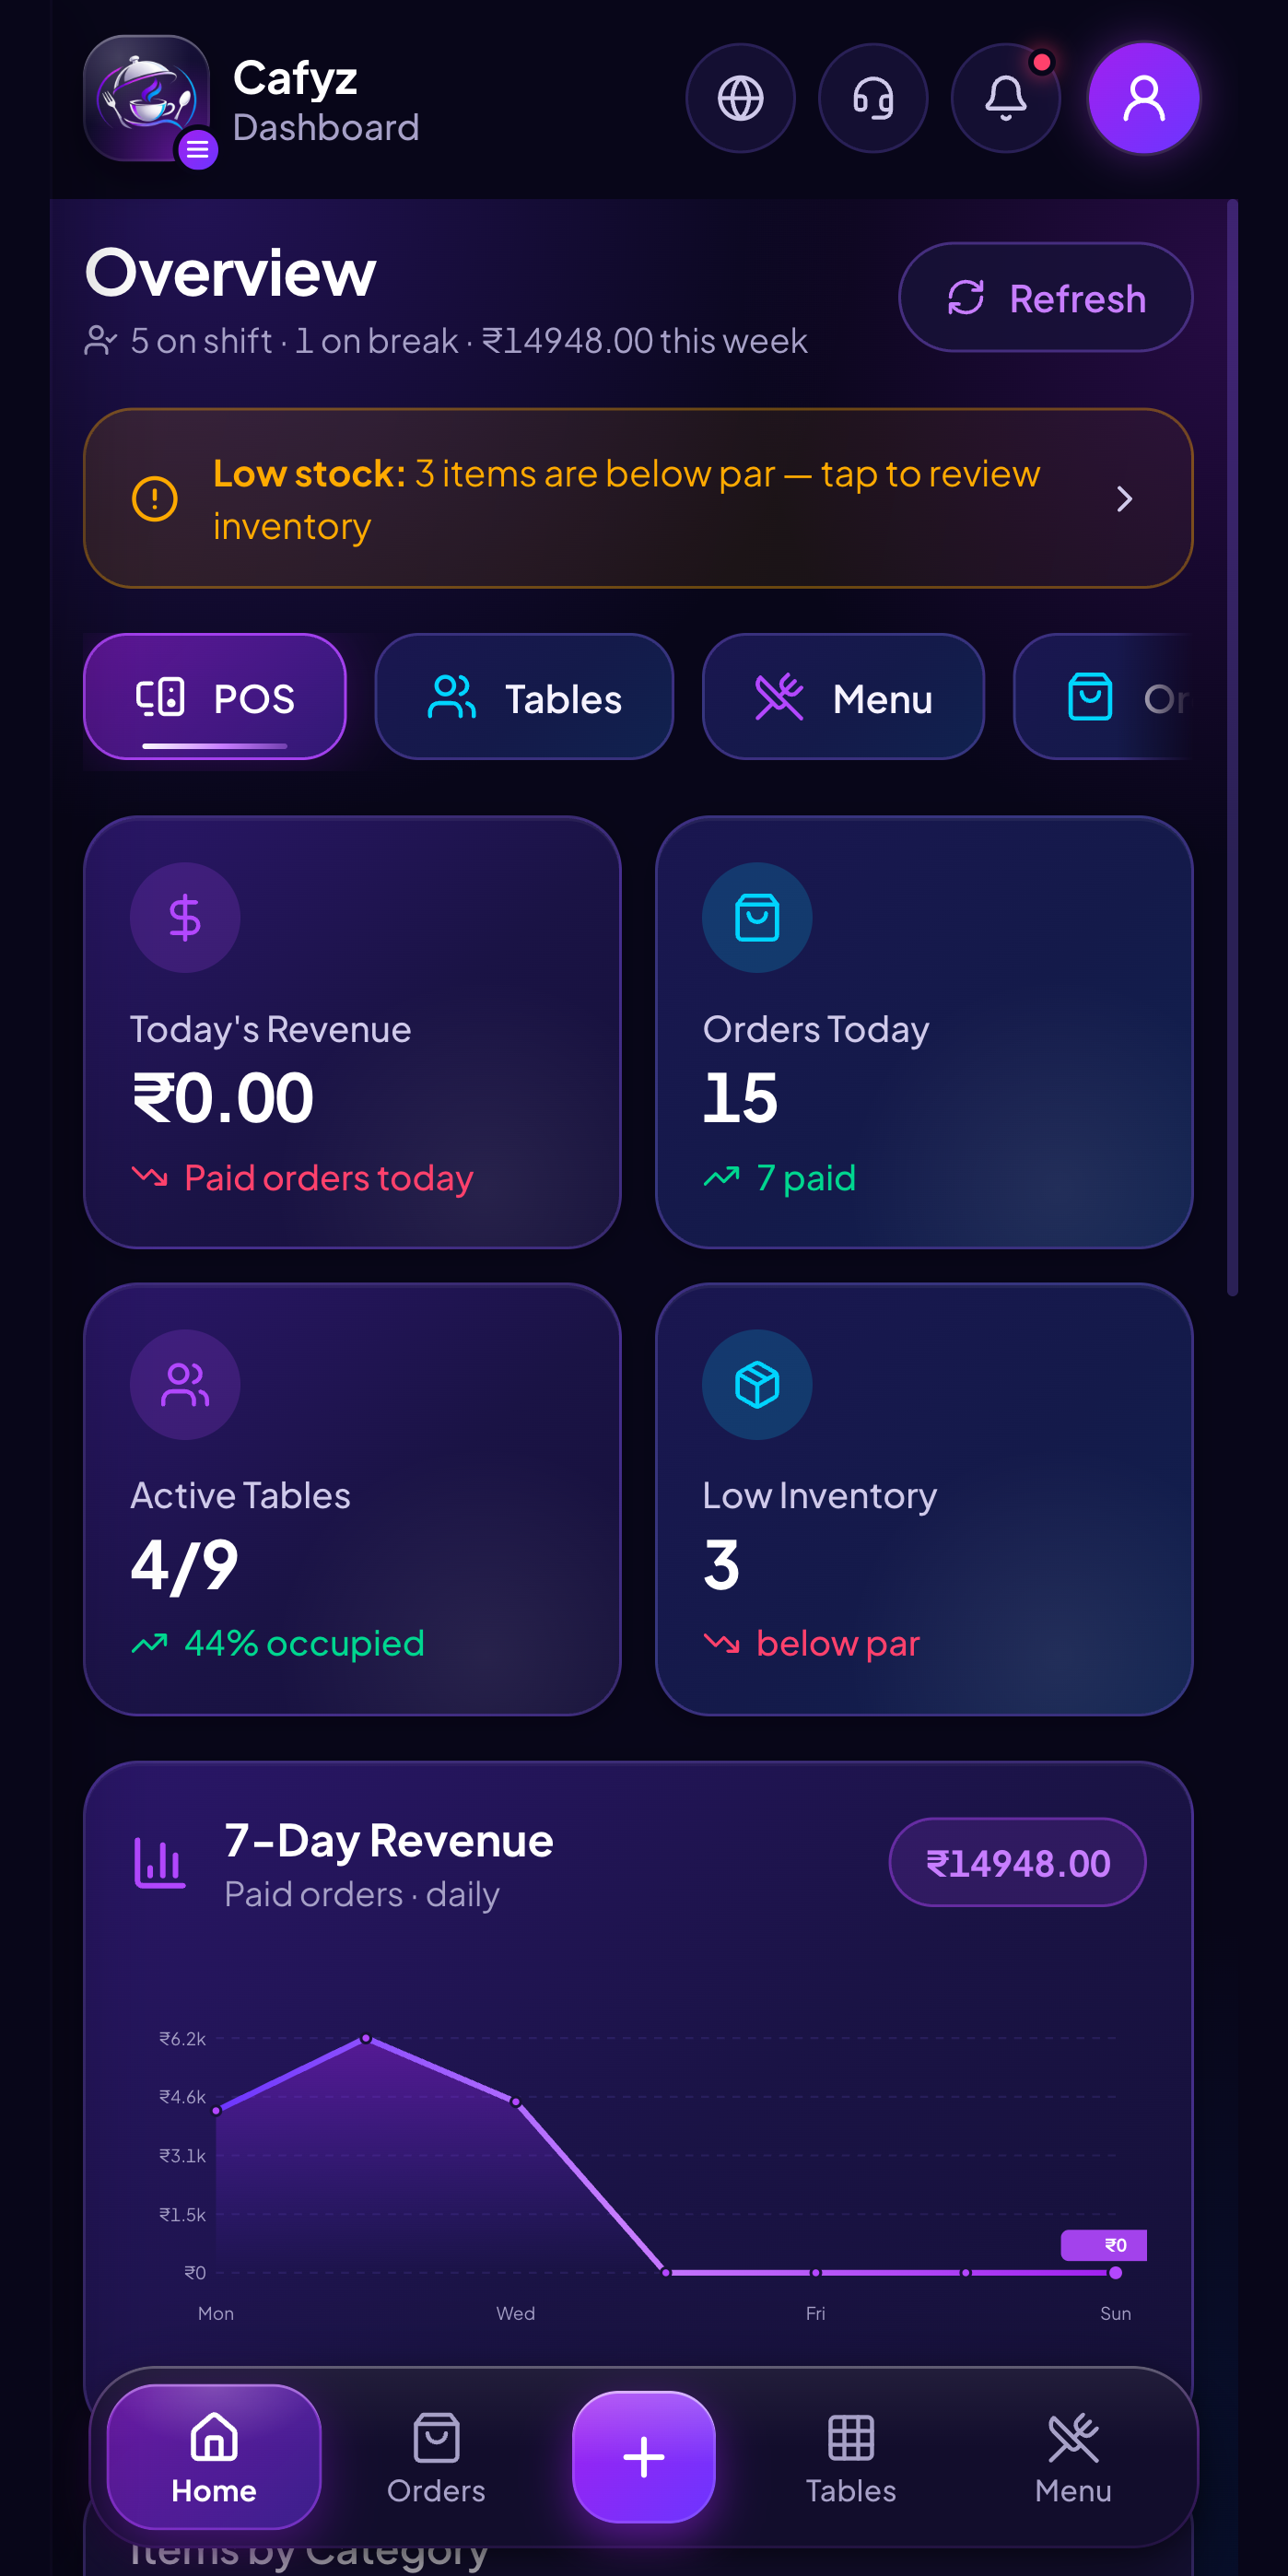 Cafyz
Dashboard
Overview
Refresh
5 on shift · 1 on break · ₹14948.00 this week
Low stock: 3 items are below par — tap to review
inventory
POS
Tables
Menu
Today's Revenue
₹0.00
Paid orders today
Orders Today
15
7 paid
Active Tables
4/9
44% occupied
Low Inventory
3
below par
7-Day Revenue
Paid orders · daily
₹14948.00
₹6.2k
₹4.6k
₹3.1k
₹1.5k
₹0
₹0
Mon
Wed
Fri
Sun
Home
Orders
Tables
Menu
Items by Category